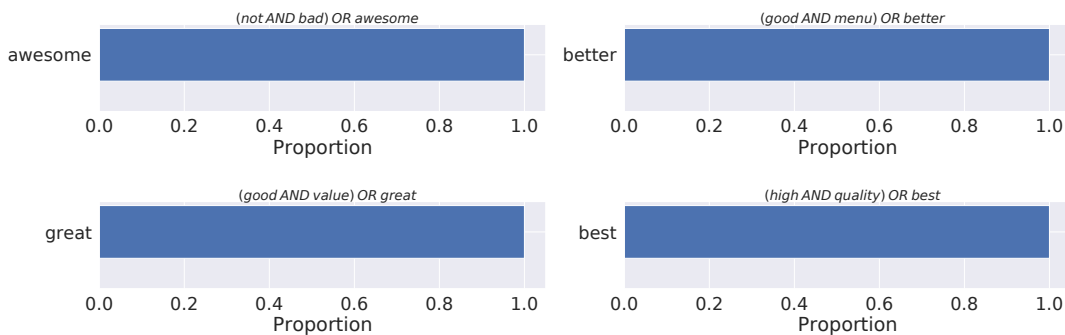 (not AND bad) OR awesome
awesome
0.0 0.2 0.4 0.6 0.8 1.0
Proportion
(good AND menu) OR better
better
0.0 0.2 0.4 0.6 0.8 1.0
Proportion
(good AND value) OR great
great
0.0 0.2 0.4 0.6 0.8 1.0
Proportion
(high AND quality) OR best
best
0.0 0.2 0.4 0.6 0.8 1.0
Proportion